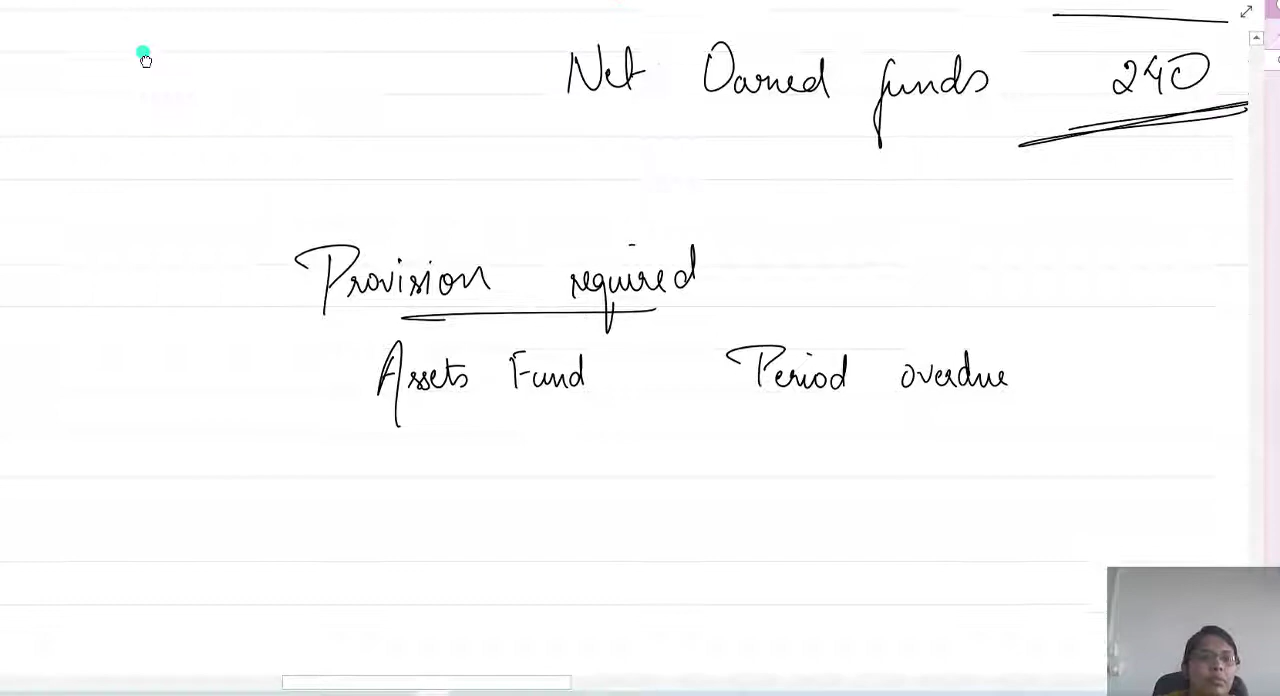 Net Owned funds 240
Provision required
Assets Fund Period overdue